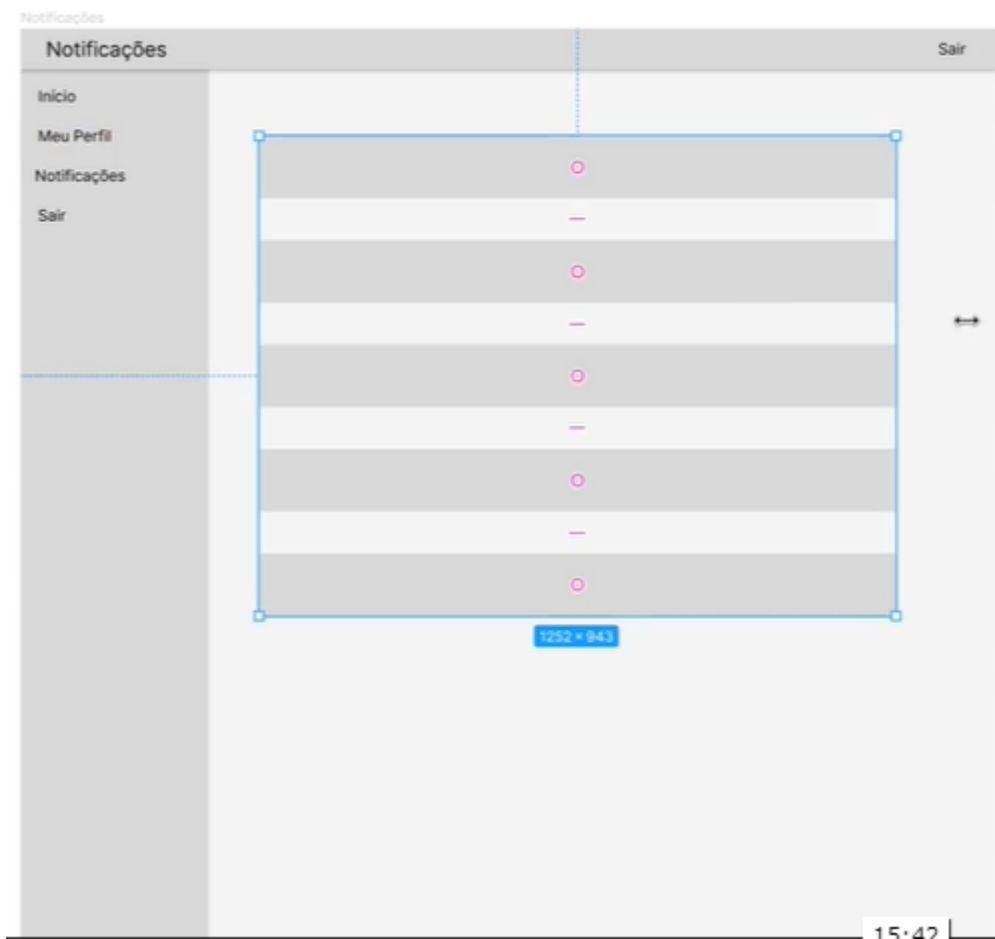 Notificações
Notificações
Sair
Início
Meu Perfil
Notificações
Sair
1252 × 943
15:42